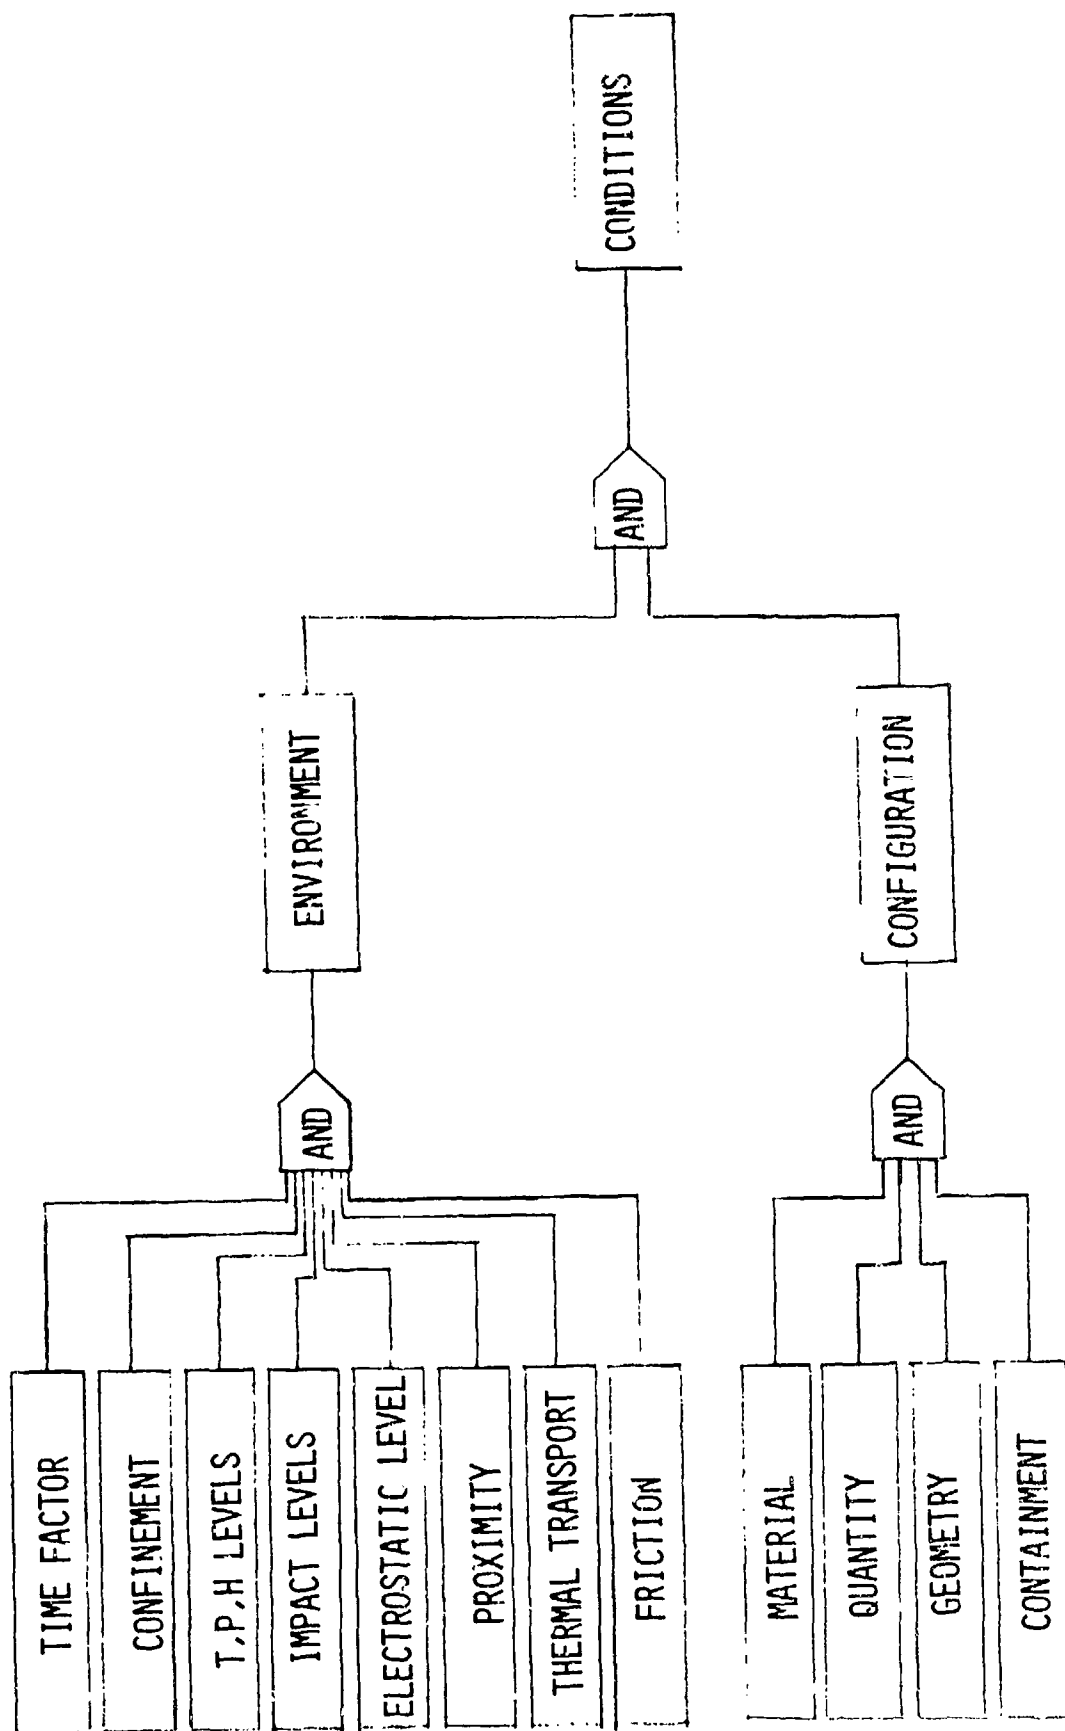 TIME FACTOR
CONFINEMENT
T,P,H LEVELS
IMPACT LEVELS
ELECTROSTATIC LEVEL
PROXIMITY
THERMAL TRANSPORT
FRICTION
AND
ENVIRONMENT
MATERIAL
QUANTITY
GEOMETRY
CONTAINMENT
AND
CONFIGURATION
AND
CONDITIONS